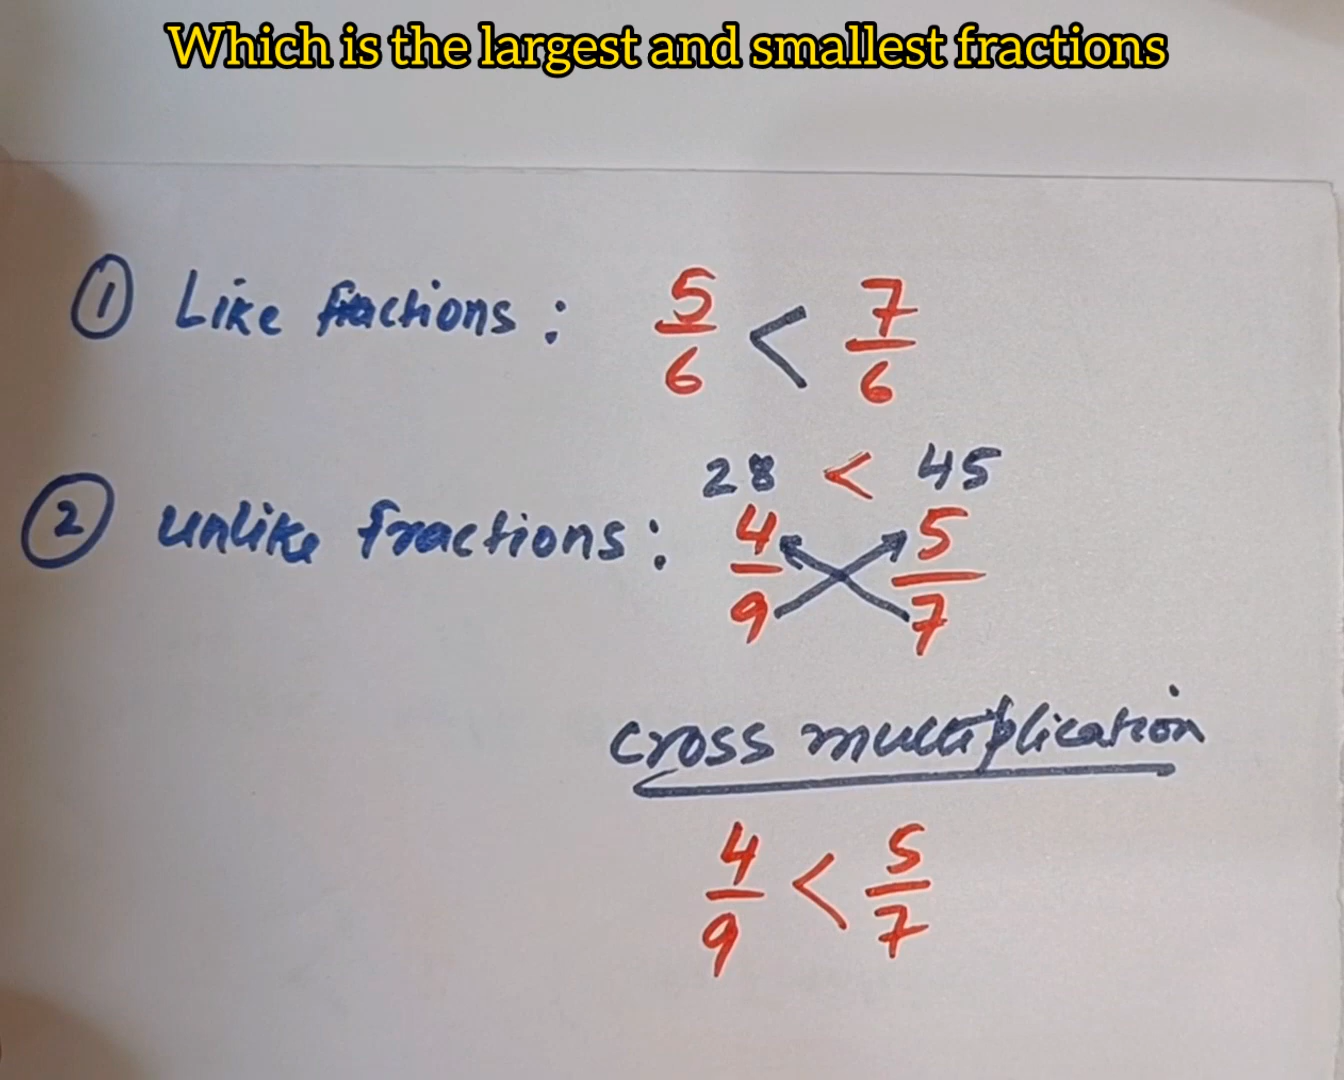 Which is the largest and smallest fractions
① Like fractions : 5/6 < 7/6
28 < 45
② unlike fractions : 4/9 5/7
cross multiplication
4/9 < 5/7